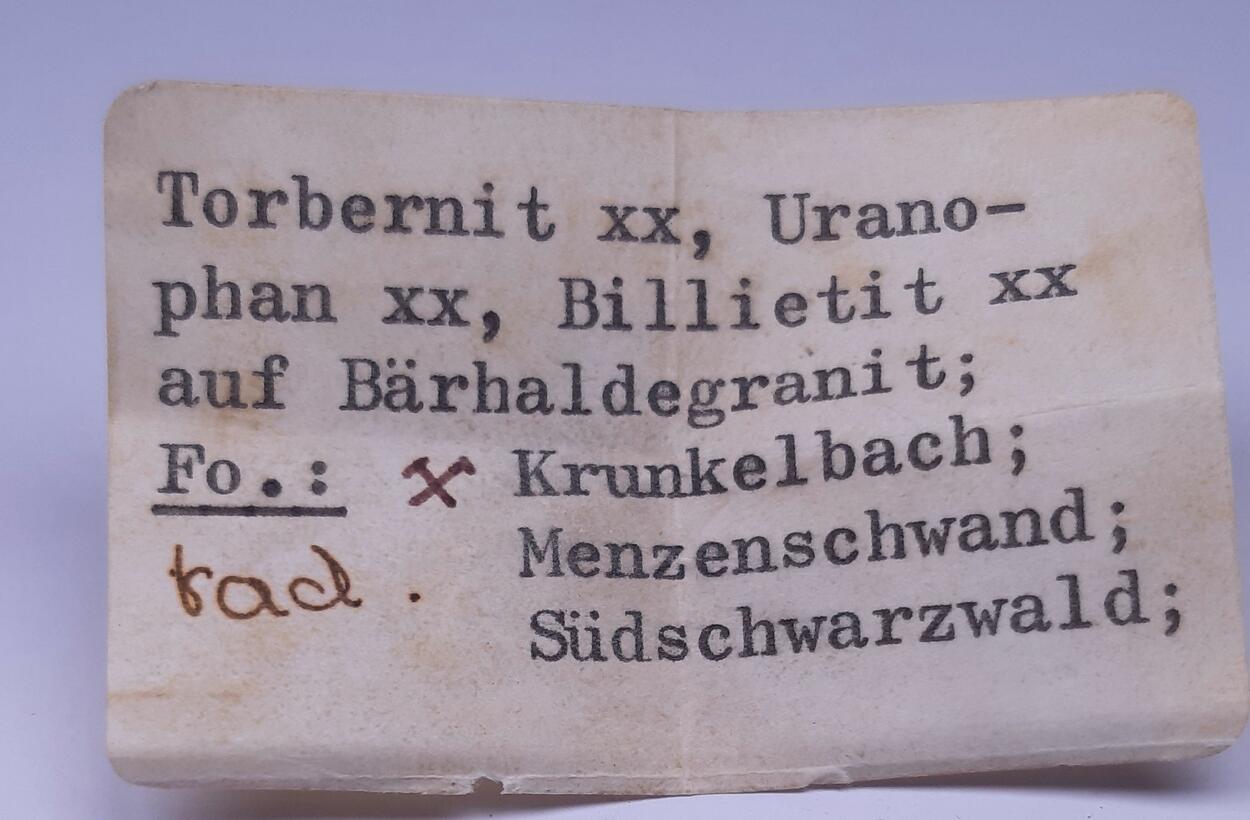 Torbernit xx, Urano-
phan xx, Billietit xx
auf Bärhaldegranit;
Fo.: ⚒ Krunkelbach;
Menzenschwand;
rad. Südschwarzwald;